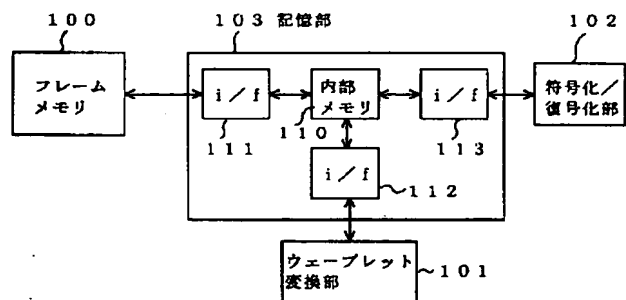 100
103 記憶部
102
フレーム
メモリ
i/f
内部
メモリ
i/f
符号化/
復号化部
111
110
113
i/f
112
ウェーブレット
変換部
101